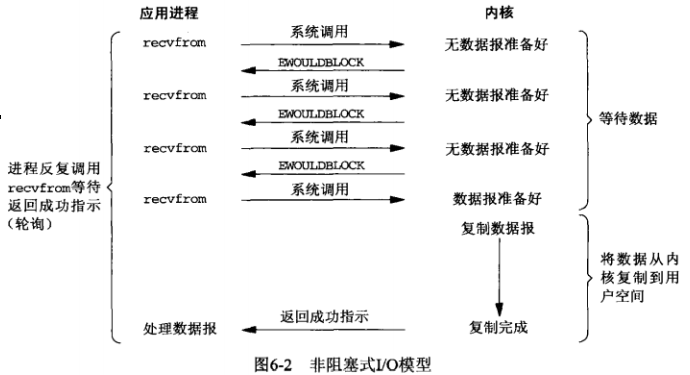 应用进程
内核
recvfrom
系统调用
无数据报准备好
EWOULDBLOCK
recvfrom
系统调用
无数据报准备好
EWOULDBLOCK
等待数据
recvfrom
系统调用
无数据报准备好
EWOULDBLOCK
进程反复调用
recvfrom等待
返回成功指示
（轮询）
recvfrom
系统调用
数据报准备好
复制数据报
将数据从内
核复制到用
户空间
处理数据报
返回成功指示
复制完成
图6-2 非阻塞式I/O模型